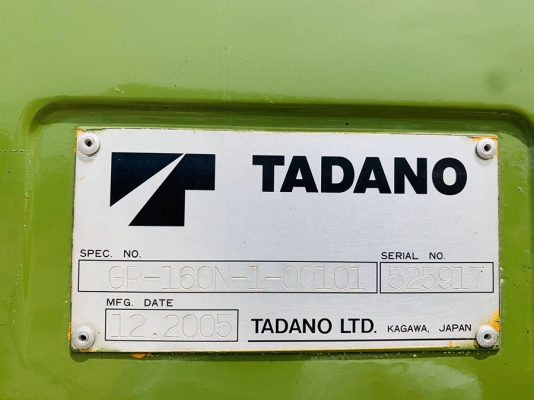 TADANO
SPEC. NO. SERIAL NO.
GR-160N-1-00101 525917
MFG. DATE
12.2005 TADANO LTD. KAGAWA, JAPAN